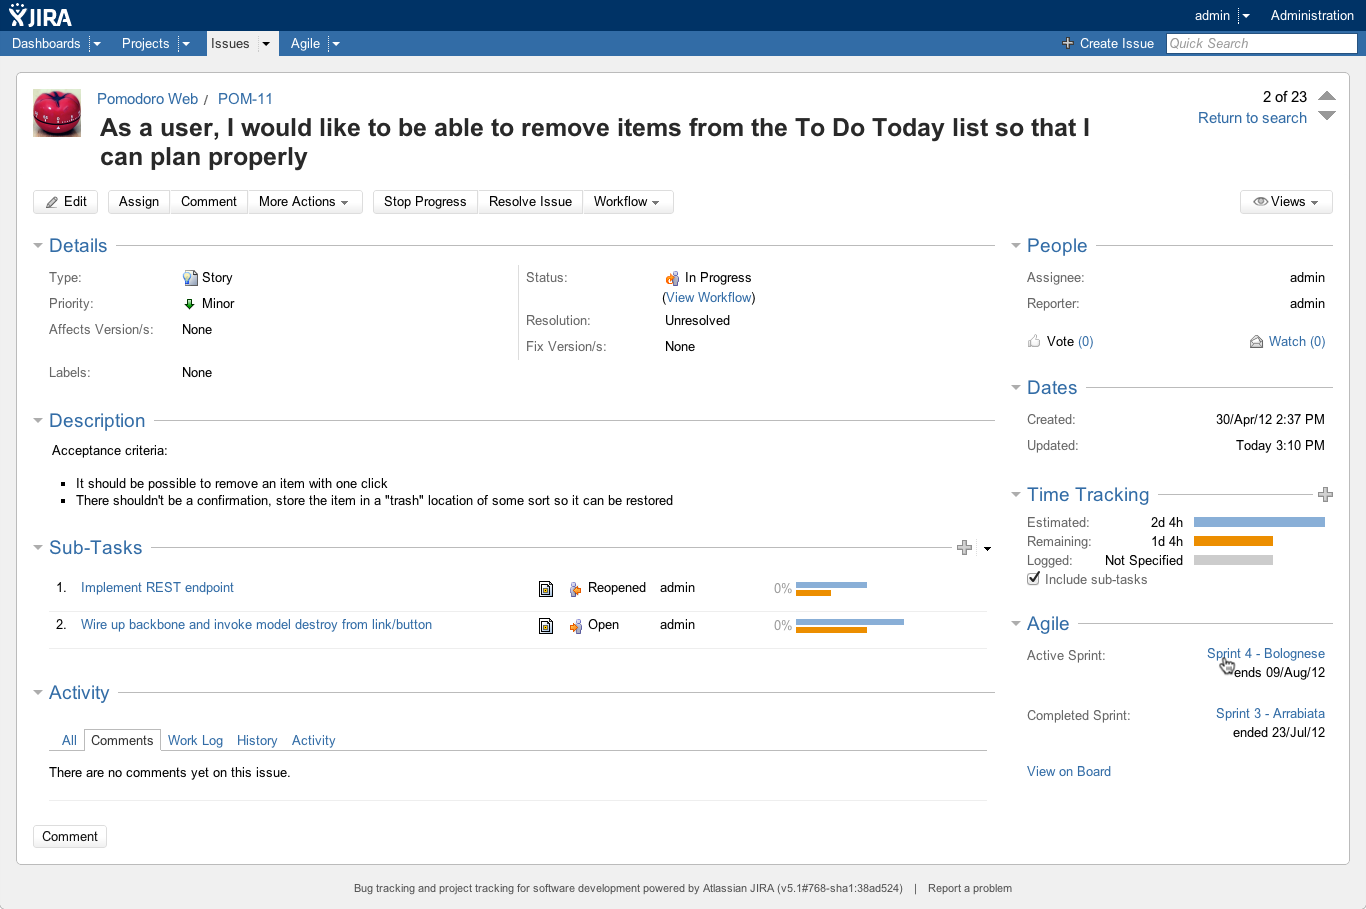 JIRA
admin
Administration
Dashboards
Projects
Issues
Agile
Create Issue
Quick Search
Pomodoro Web / POM-11
2 of 23
As a user, I would like to be able to remove items from the To Do Today list so that I
can plan properly
Return to search
Edit
Assign
Comment
More Actions
Stop Progress
Resolve Issue
Workflow
Views
Details
Type: Story
Priority: Minor
Affects Version/s: None
Labels: None
Status: In Progress
(View Workflow)
Resolution: Unresolved
Fix Version/s: None
Description
Acceptance criteria:
It should be possible to remove an item with one click
There shouldn't be a confirmation, store the item in a "trash" location of some sort so it can be restored
Sub-Tasks
1. Implement REST endpoint Reopened admin 0%
2. Wire up backbone and invoke model destroy from link/button Open admin 0%
Activity
All Comments Work Log History Activity
There are no comments yet on this issue.
Comment
People
Assignee: admin
Reporter: admin
Vote (0) Watch (0)
Dates
Created: 30/Apr/12 2:37 PM
Updated: Today 3:10 PM
Time Tracking
Estimated: 2d 4h
Remaining: 1d 4h
Logged: Not Specified
Include sub-tasks
Agile
Active Sprint: Sprint 4 - Bolognese
ends 09/Aug/12
Completed Sprint: Sprint 3 - Arrabiata
ended 23/Jul/12
View on Board
Bug tracking and project tracking for software development powered by Atlassian JIRA (v5.1#768-sha1:38ad524) | Report a problem